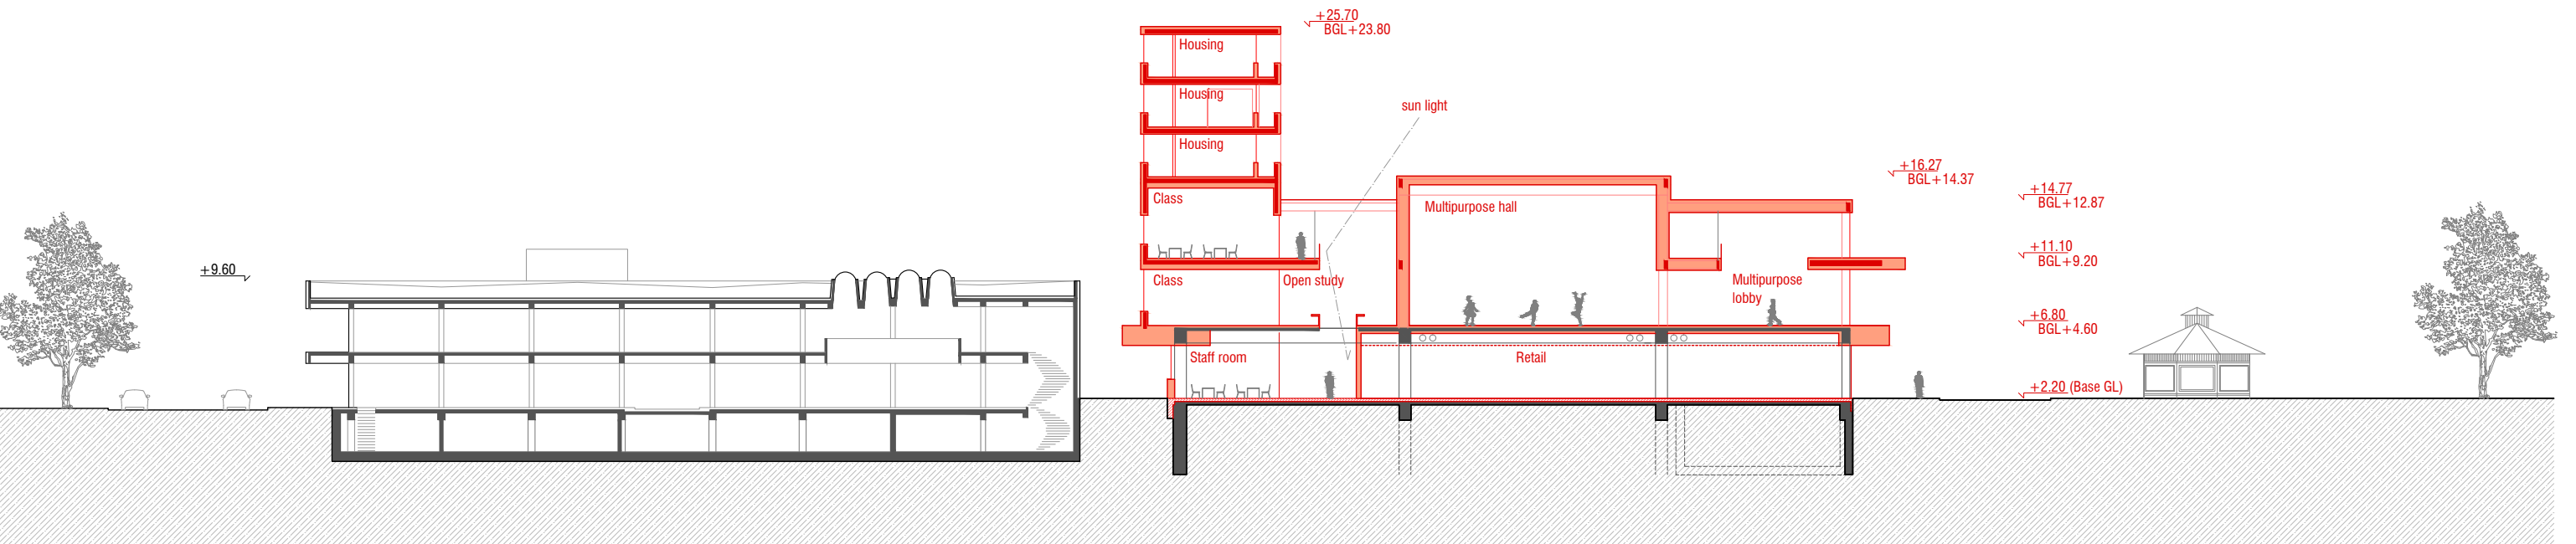 +25.70
BGL+23.80
Housing
Housing
sun light
Housing
+16.27
BGL+14.37
Class
Multipurpose hall
+14.77
BGL+12.87
+9.60
+11.10
BGL+9.20
Class
Open study
Multipurpose
lobby
+6.80
BGL+4.60
Staff room
Retail
+2.20 (Base GL)